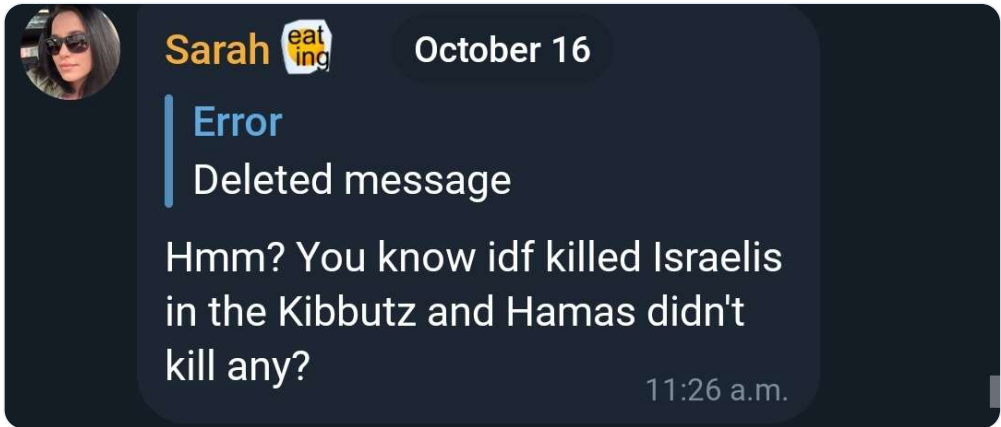 Sarah eat ing October 16
Error
Deleted message
Hmm? You know idf killed Israelis
in the Kibbutz and Hamas didn't
kill any?
11:26 a.m.